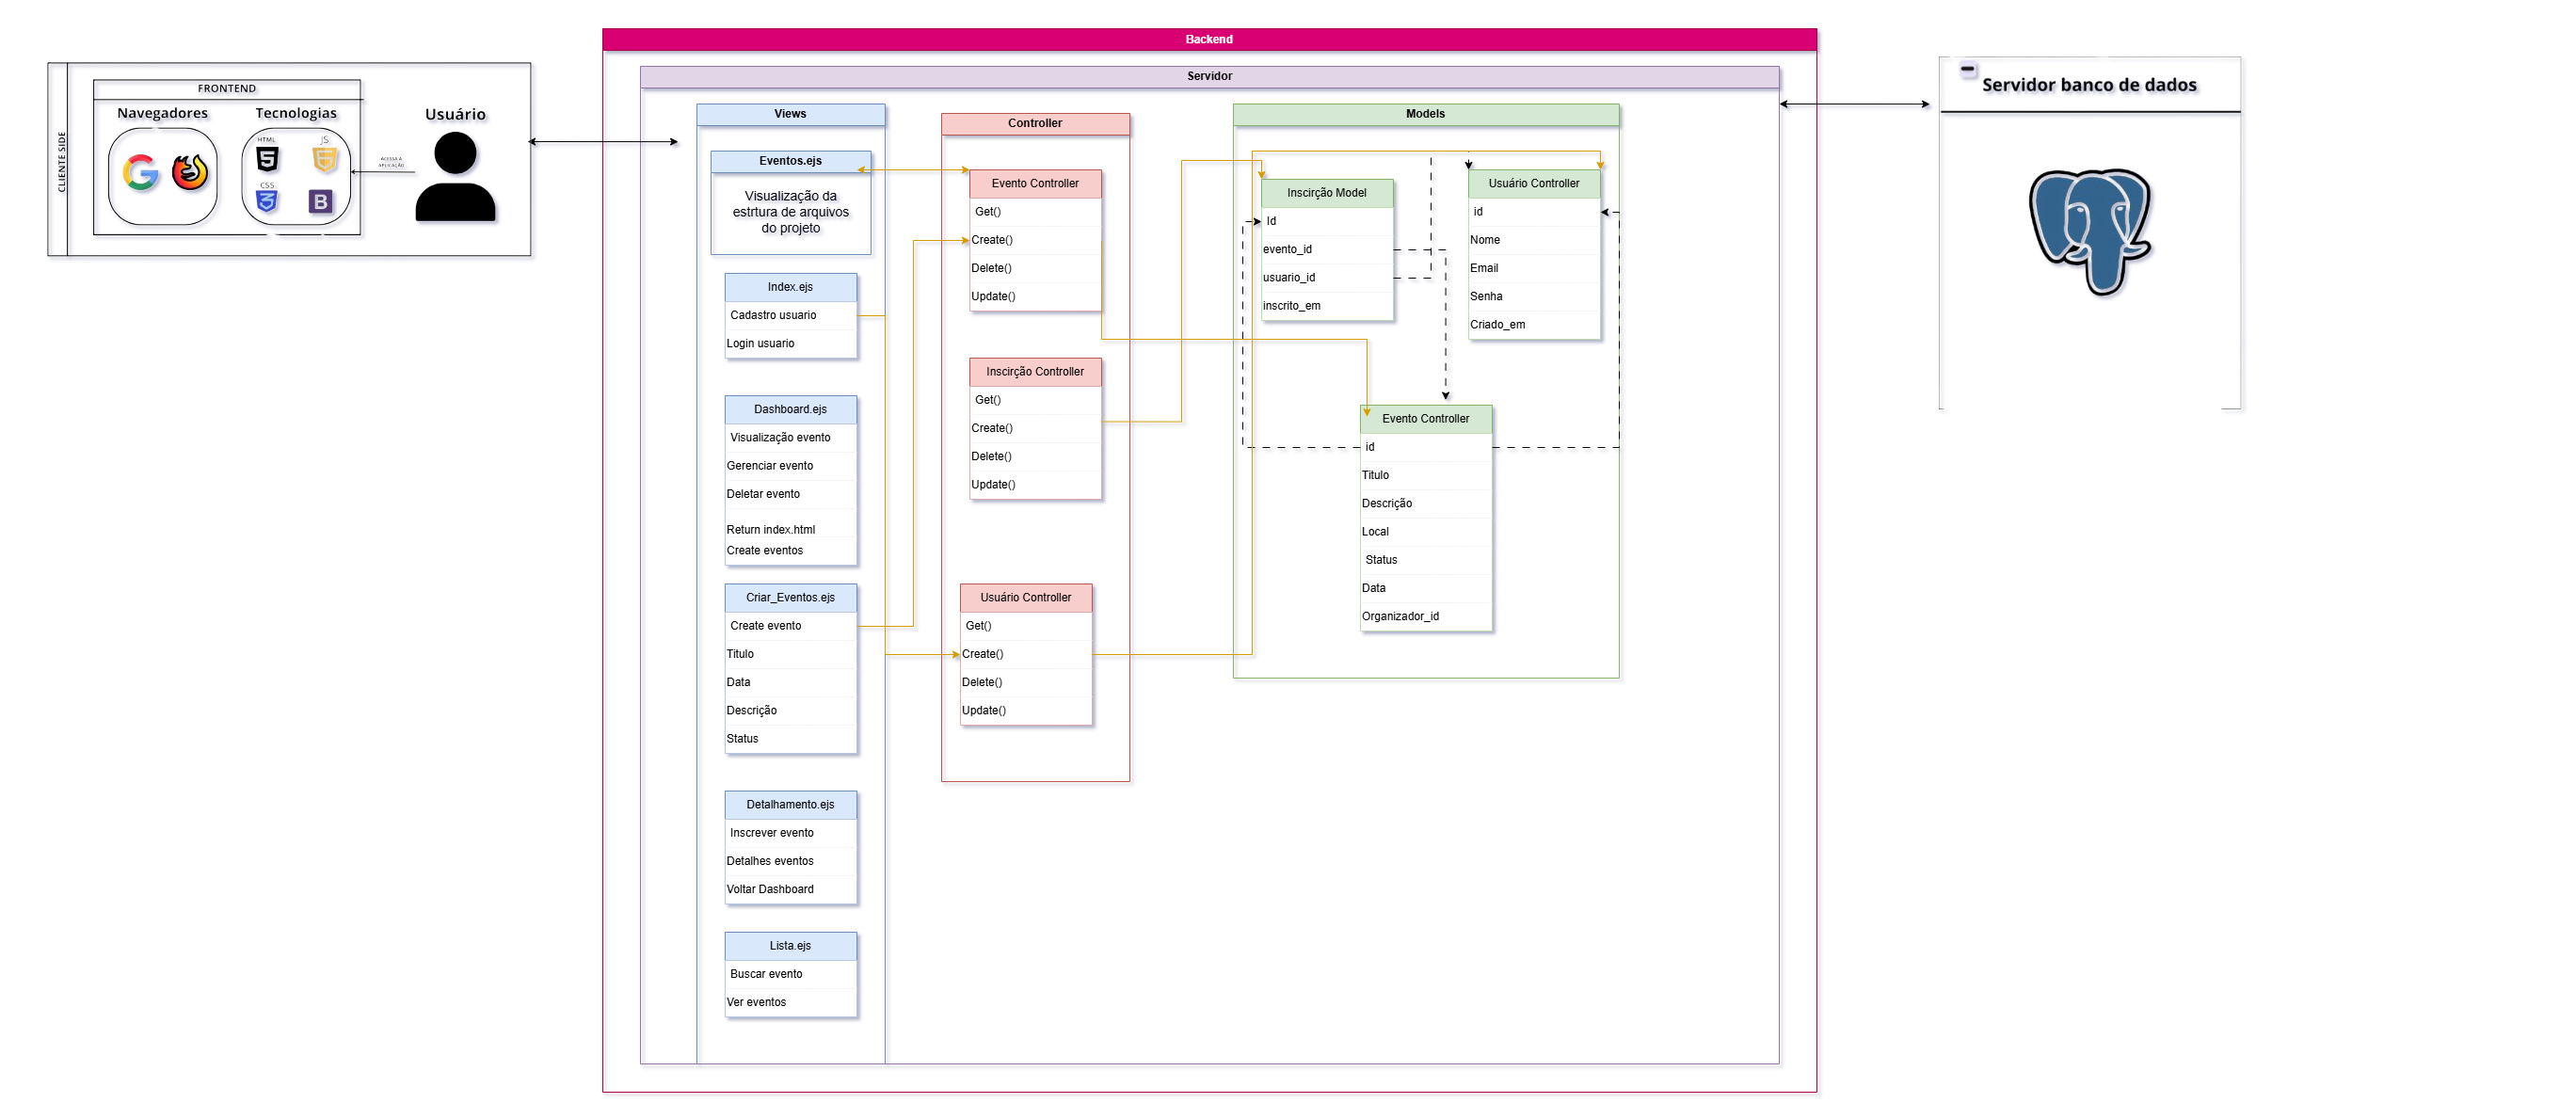 CLIENTE SIDE
FRONTEND
Navegadores
Tecnologias
HTML
5
JS
CSS
3
B
ACESSA A
APLICAÇÃO
Usuário
Backend
Servidor
Views
Eventos.ejs
Visualização da
estrtura de arquivos
do projeto
Index.ejs
Cadastro usuario
Login usuario
Dashboard.ejs
Visualização evento
Gerenciar evento
Deletar evento
Return index.html
Create eventos
Criar_Eventos.ejs
Create evento
Titulo
Data
Descrição
Status
Detalhamento.ejs
Inscrever evento
Detalhes eventos
Voltar Dashboard
Lista.ejs
Buscar evento
Ver eventos
Controller
Evento Controller
Get()
Create()
Delete()
Update()
Inscirção Controller
Get()
Create()
Delete()
Update()
Usuário Controller
Get()
Create()
Delete()
Update()
Models
Inscirção Model
Id
evento_id
usuario_id
inscrito_em
Usuário Controller
id
Nome
Email
Senha
Criado_em
Evento Controller
id
Titulo
Descrição
Local
Status
Data
Organizador_id
Servidor banco de dados